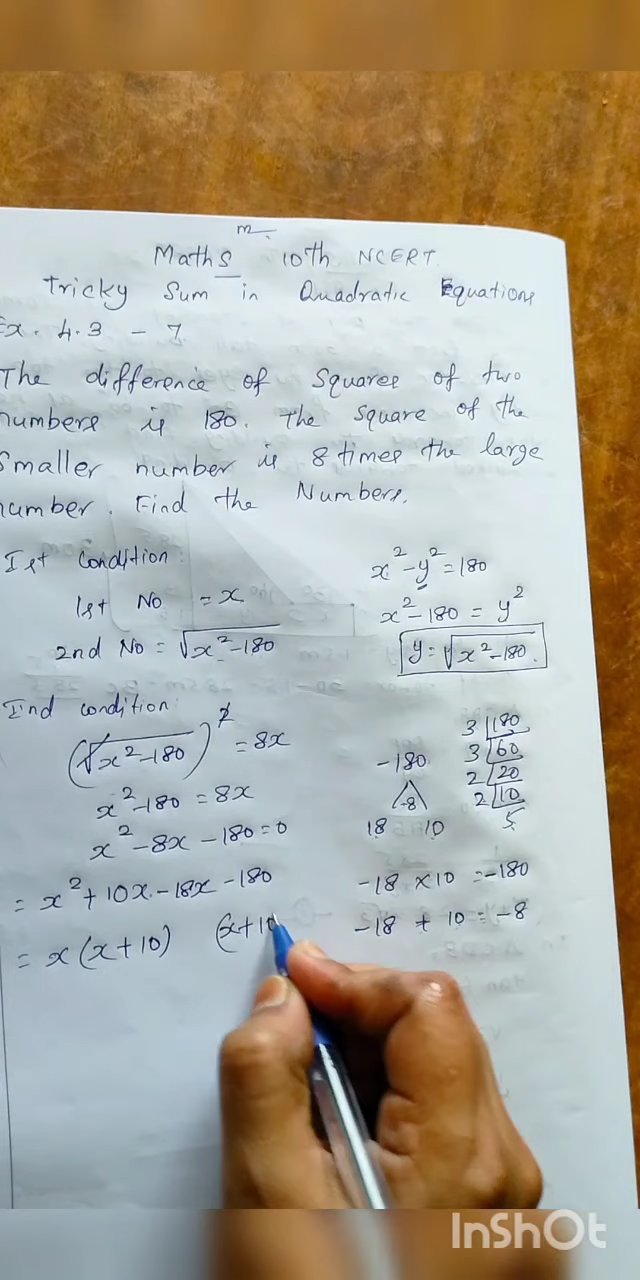 Maths 10th NCERT
Tricky Sum in Quadratic Equations
Ex. 4.3 - 7
The difference of Squares of two
numbers is 180. The Square of the
Smaller number is 8 times the large
number. Find the Numbers.
Ist Condition:
1st No = x
2nd No = √x²-180
x² - y² = 180
x² - 180 = y²
y = √x²-180.
IInd condition:
(√x²-180)² = 8x
x²-180 = 8x
x² - 8x - 180 = 0
= x² + 10x - 18x - 180
= x(x+10) (x+10
-180
-8
18 10
3 180
3 60
2 20
2 10
5
-18 × 10 = -180
-18 + 10 = -8
InShOt